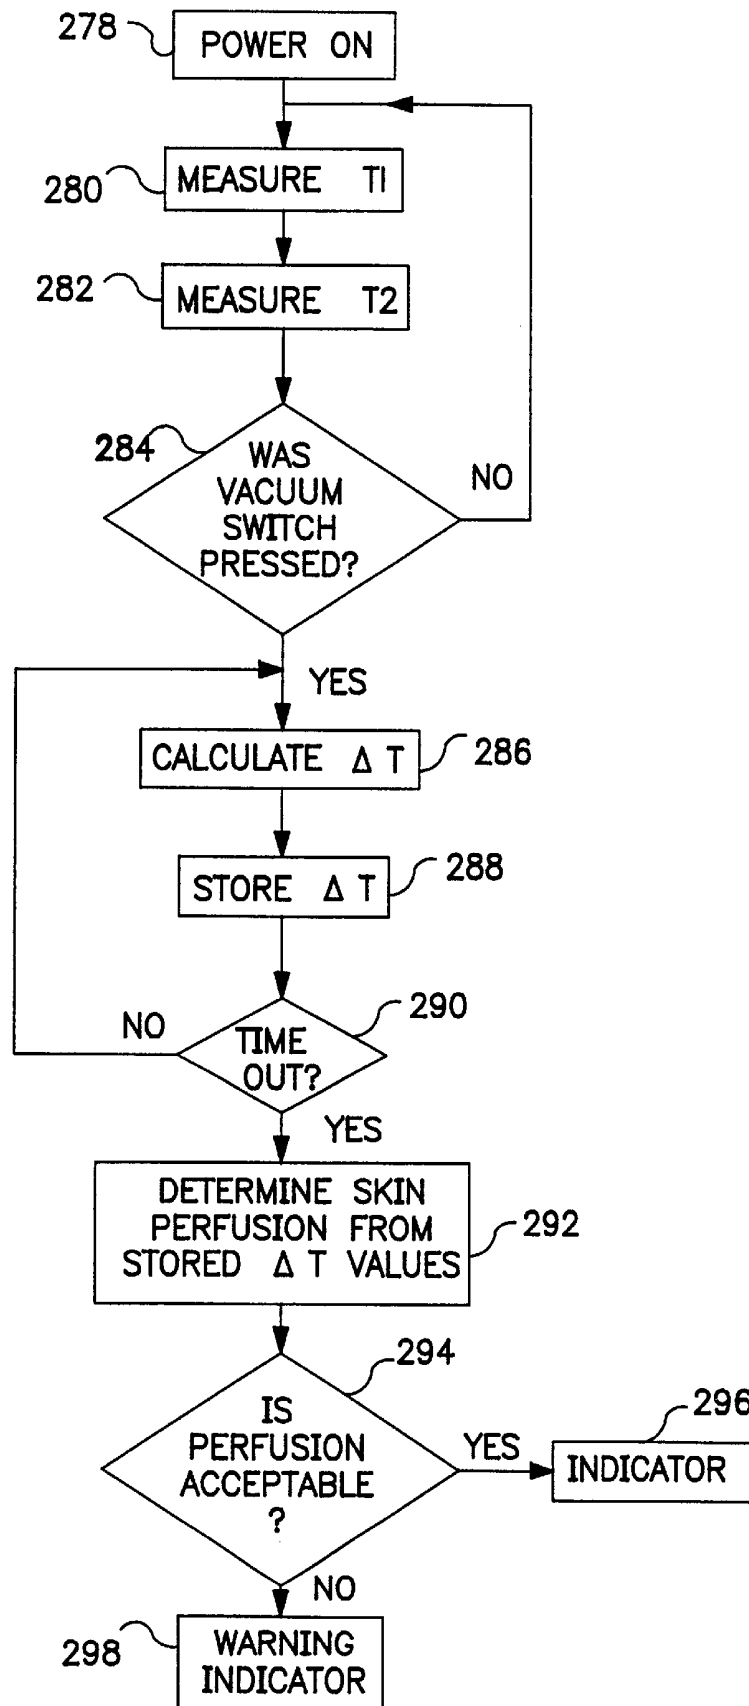 278
POWER ON
280
MEASURE T1
282
MEASURE T2
284
WAS
VACUUM
SWITCH
PRESSED?
NO
YES
CALCULATE Δ T
286
STORE Δ T
288
290
NO
TIME
OUT?
YES
DETERMINE SKIN
PERFUSION FROM
STORED Δ T VALUES
292
294
IS
PERFUSION
ACCEPTABLE
?
YES
296
INDICATOR
NO
298
WARNING
INDICATOR